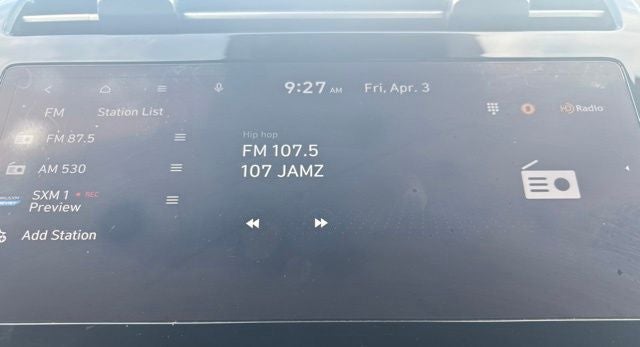 9:27 AM Fri, Apr. 3
FM Station List
HD Radio
FM 87.5
AM 530
SXM 1 REC
Preview
Add Station
Hip hop
FM 107.5
107 JAMZ